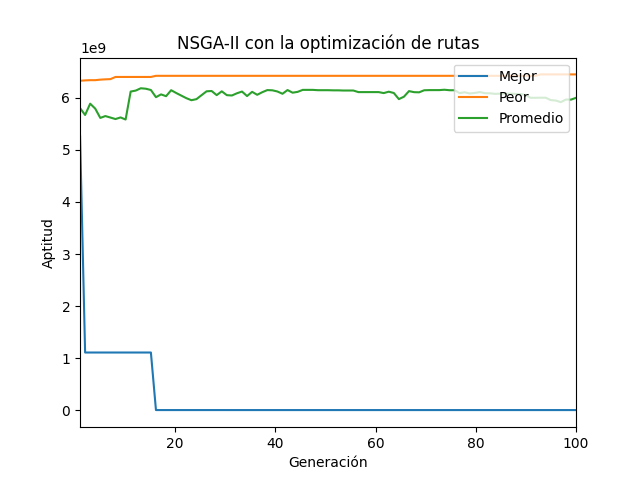 NSGA-II con la optimización de rutas
1e9
Mejor
Peor
Promedio
6
5
4
3
2
1
0
Aptitud
20
40
60
80
100
Generación